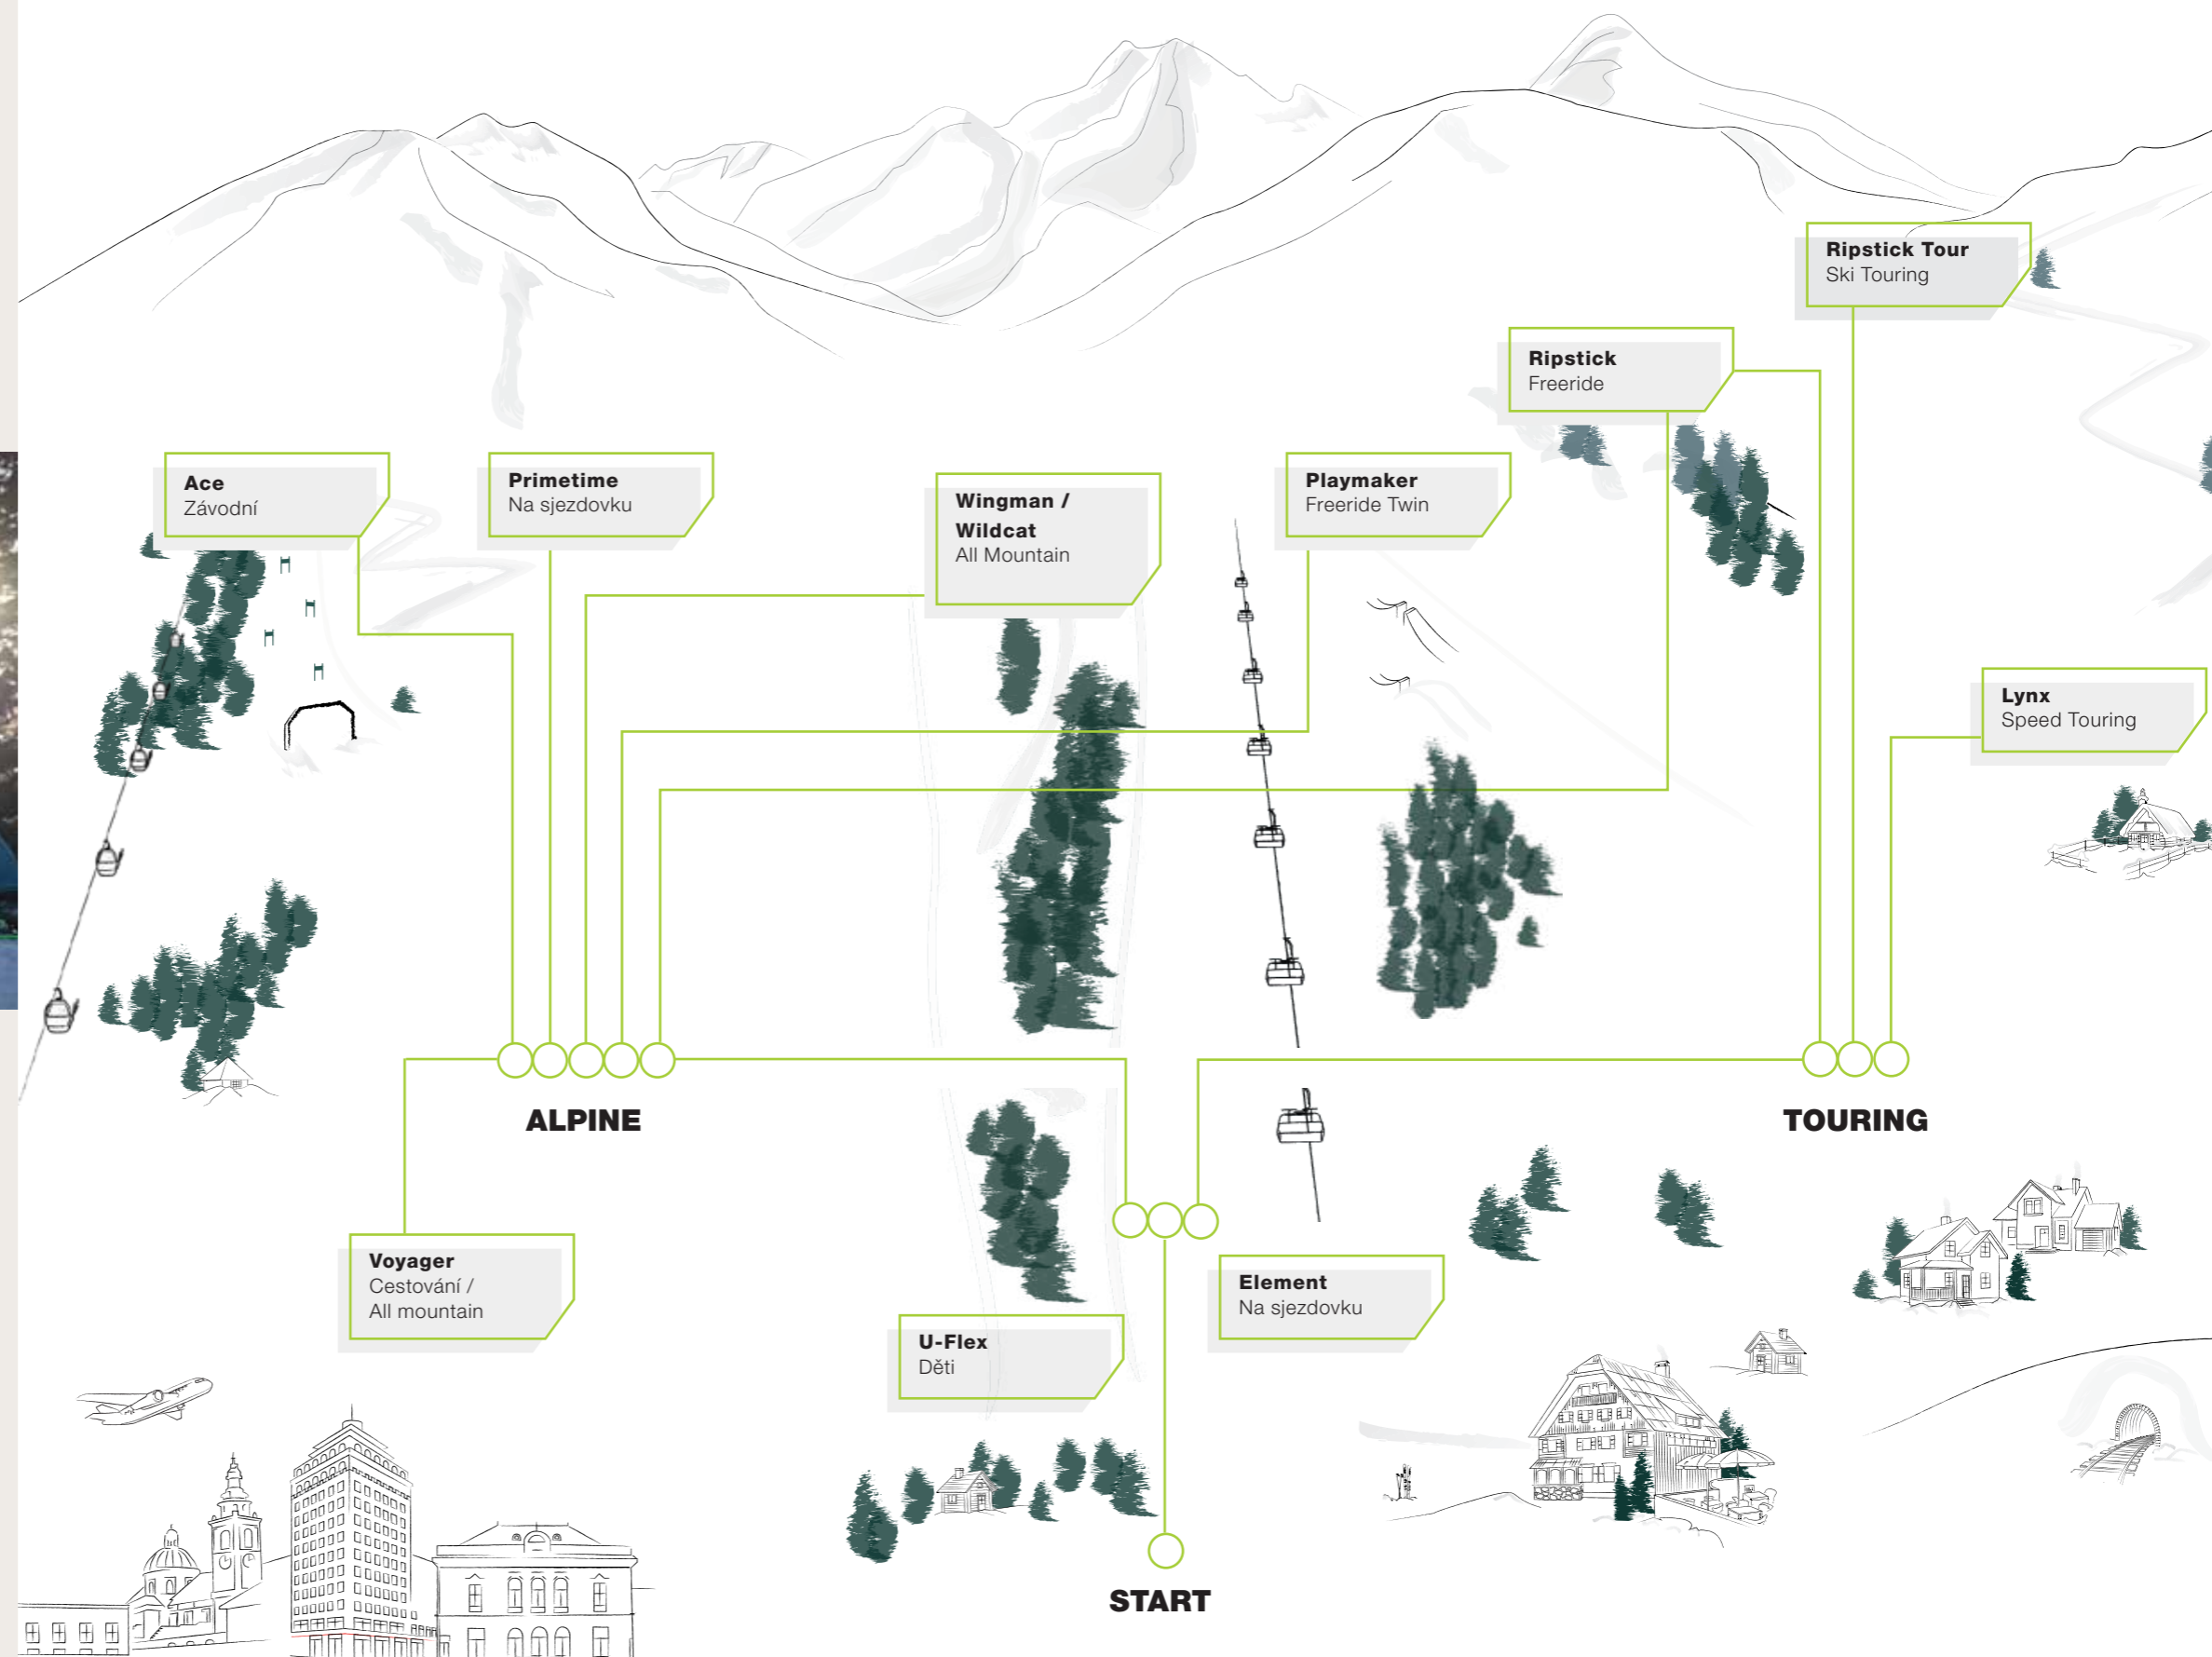 Ripstick Tour
Ski Touring
Ripstick
Freeride
Ace
Závodní
Primetime
Na sjezdovku
Wingman /
Wildcat
All Mountain
Playmaker
Freeride Twin
Lynx
Speed Touring
ALPINE
TOURING
Voyager
Cestování /
All mountain
Element
Na sjezdovku
U-Flex
Děti
START